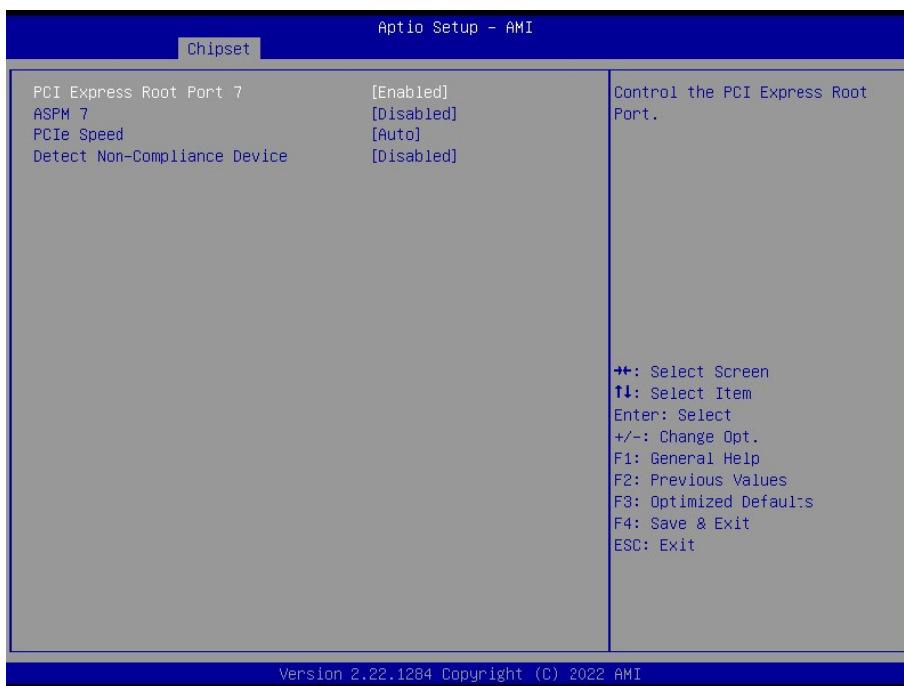 Aptio Setup – AMI
Chipset
PCI Express Root Port 7 [Enabled]
ASPM 7 [Disabled]
PCIe Speed [Auto]
Detect Non-Compliance Device [Disabled]
Control the PCI Express Root
Port.
→←: Select Screen
↑↓: Select Item
Enter: Select
+/-: Change Opt.
F1: General Help
F2: Previous Values
F3: Optimized Defaults
F4: Save & Exit
ESC: Exit
Version 2.22.1284 Copyright (C) 2022 AMI